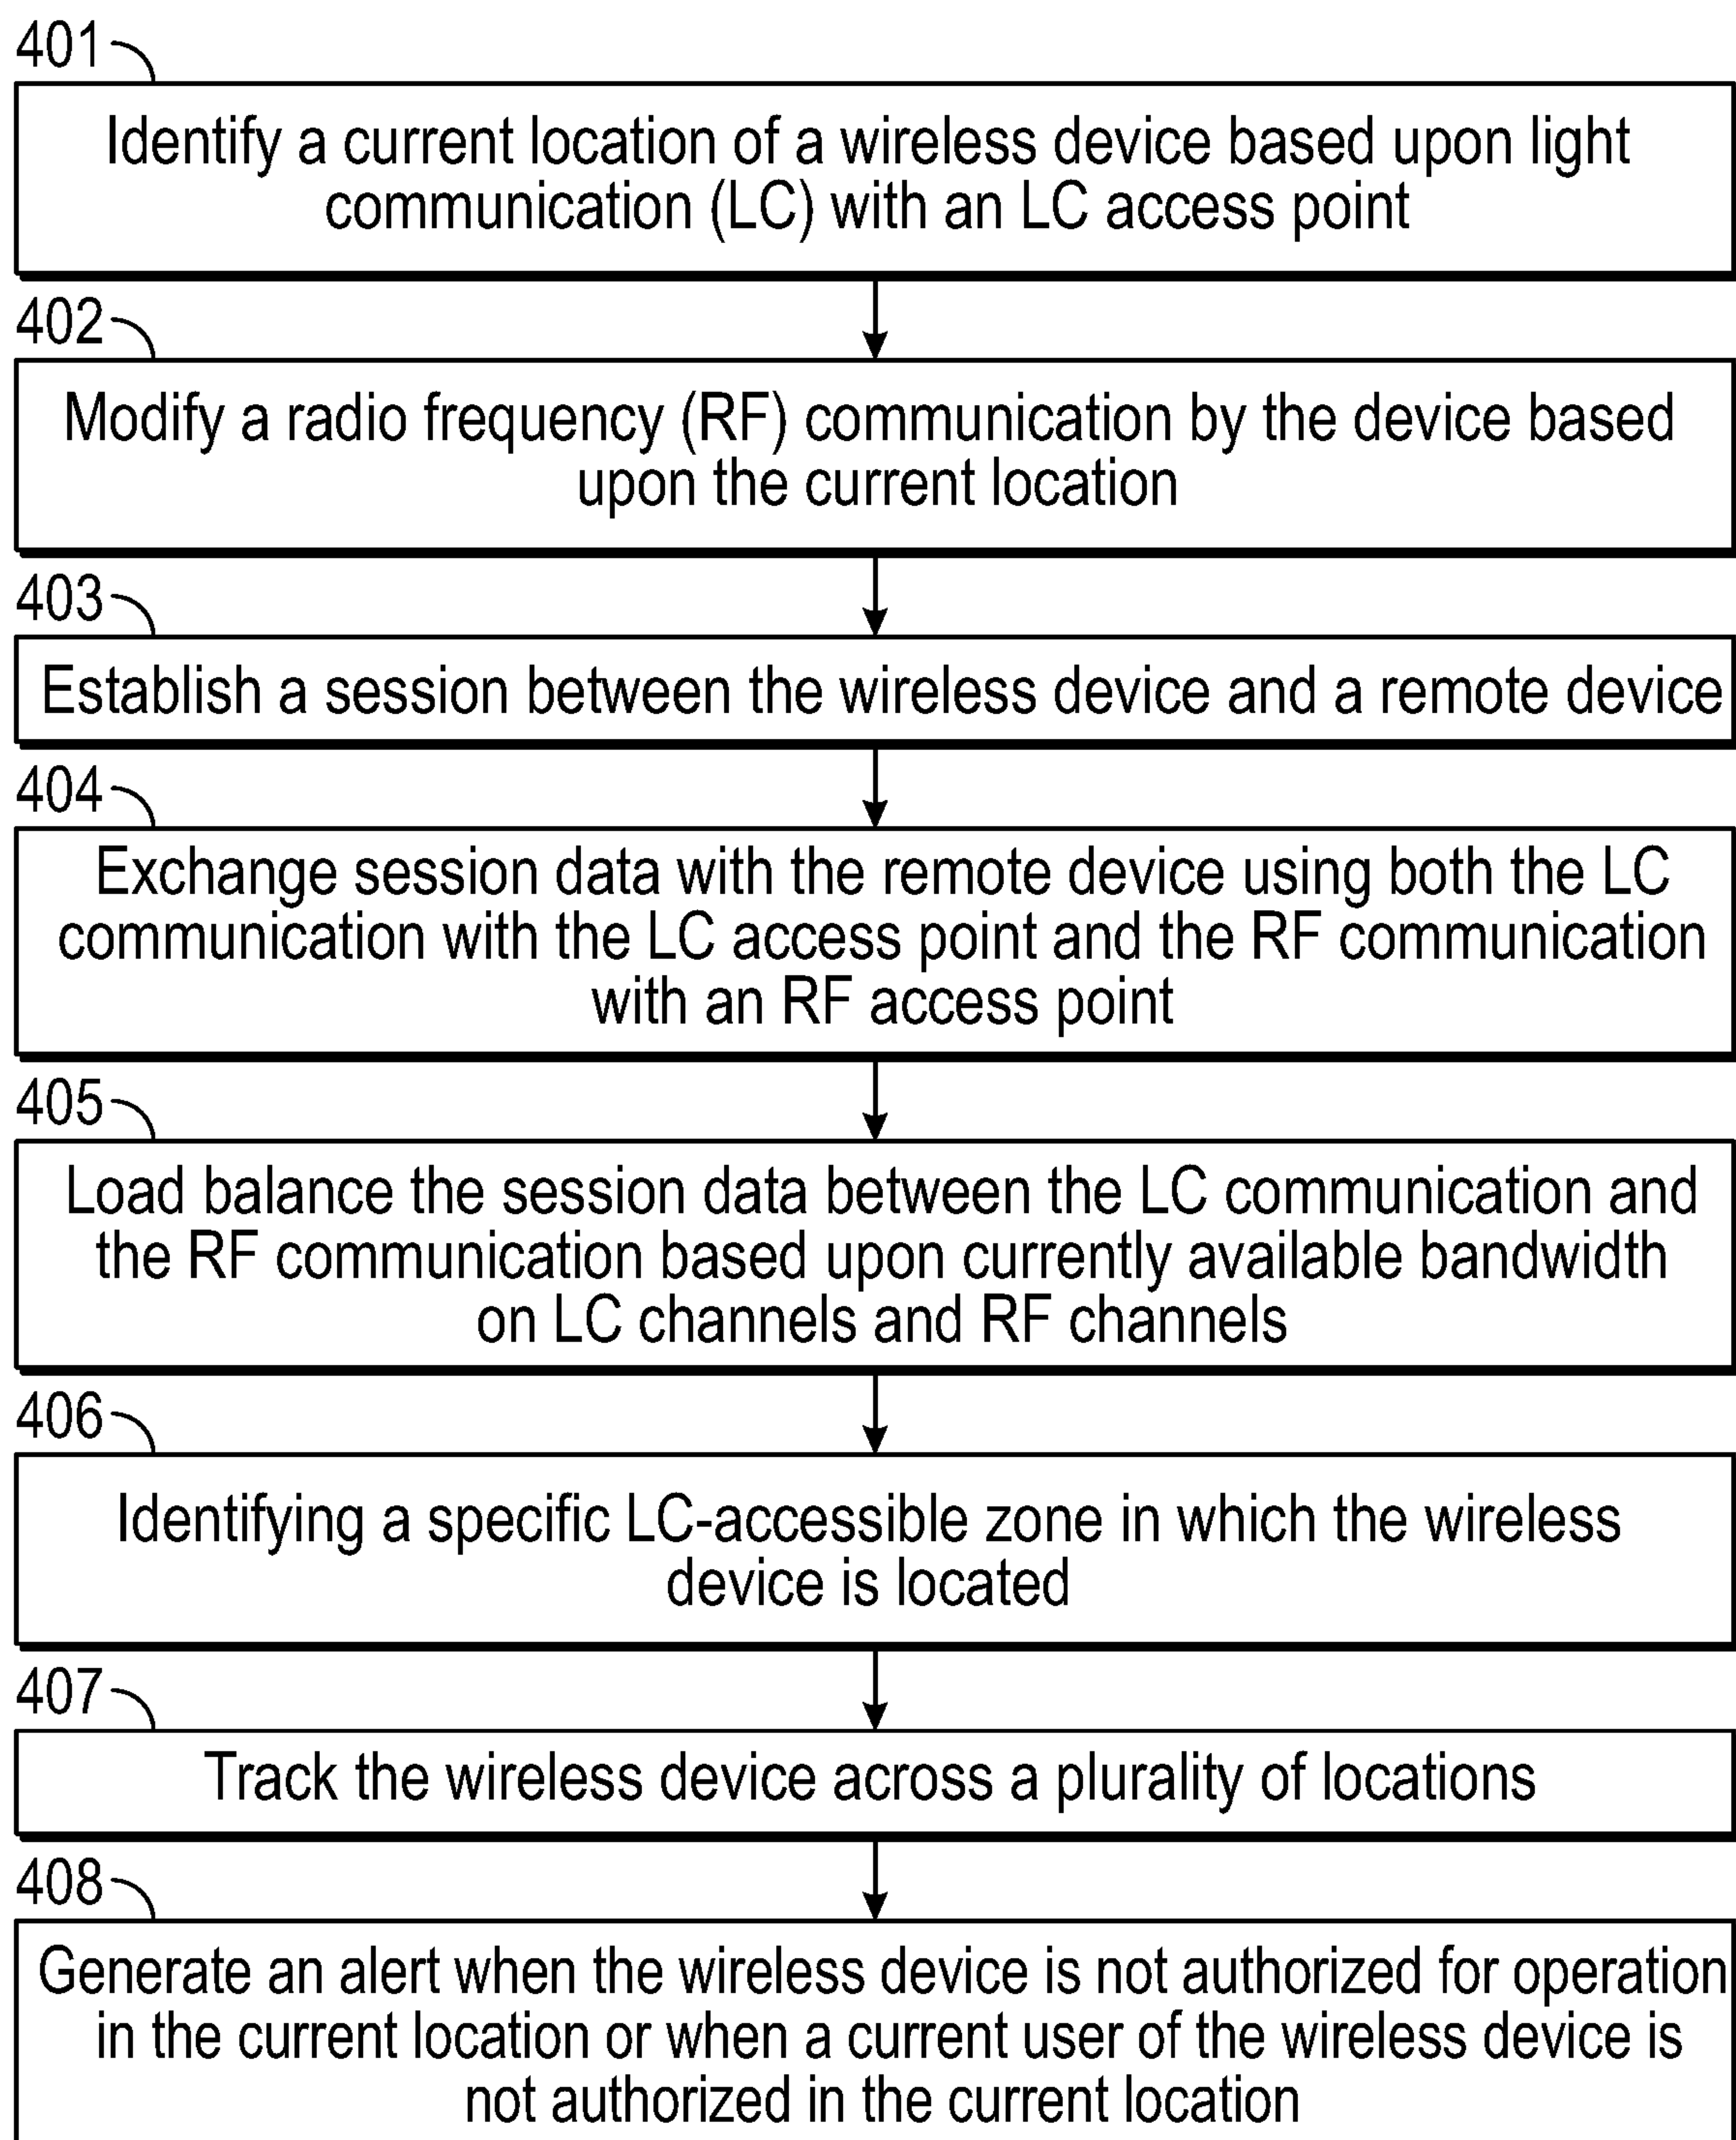 401
Identify a current location of a wireless device based upon light
communication (LC) with an LC access point
402
Modify a radio frequency (RF) communication by the device based
upon the current location
403
Establish a session between the wireless device and a remote device
404
Exchange session data with the remote device using both the LC
communication with the LC access point and the RF communication
with an RF access point
405
Load balance the session data between the LC communication and
the RF communication based upon currently available bandwidth
on LC channels and RF channels
406
Identifying a specific LC-accessible zone in which the wireless
device is located
407
Track the wireless device across a plurality of locations
408
Generate an alert when the wireless device is not authorized for operation
in the current location or when a current user of the wireless device is
not authorized in the current location